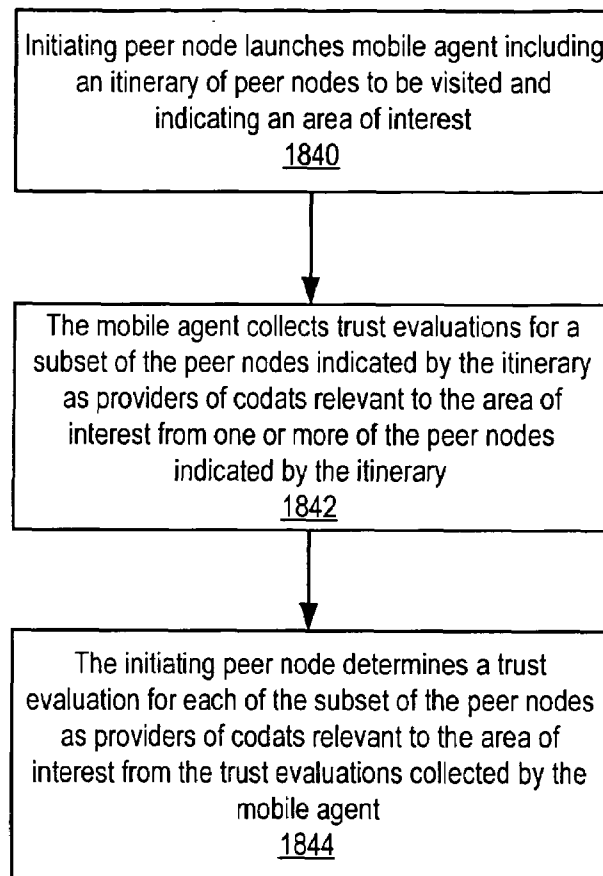 Initiating peer node launches mobile agent including
an itinerary of peer nodes to be visited and
indicating an area of interest
1840
The mobile agent collects trust evaluations for a
subset of the peer nodes indicated by the itinerary
as providers of codats relevant to the area of
interest from one or more of the peer nodes
indicated by the itinerary
1842
The initiating peer node determines a trust
evaluation for each of the subset of the peer nodes
as providers of codats relevant to the area of
interest from the trust evaluations collected by the
mobile agent
1844